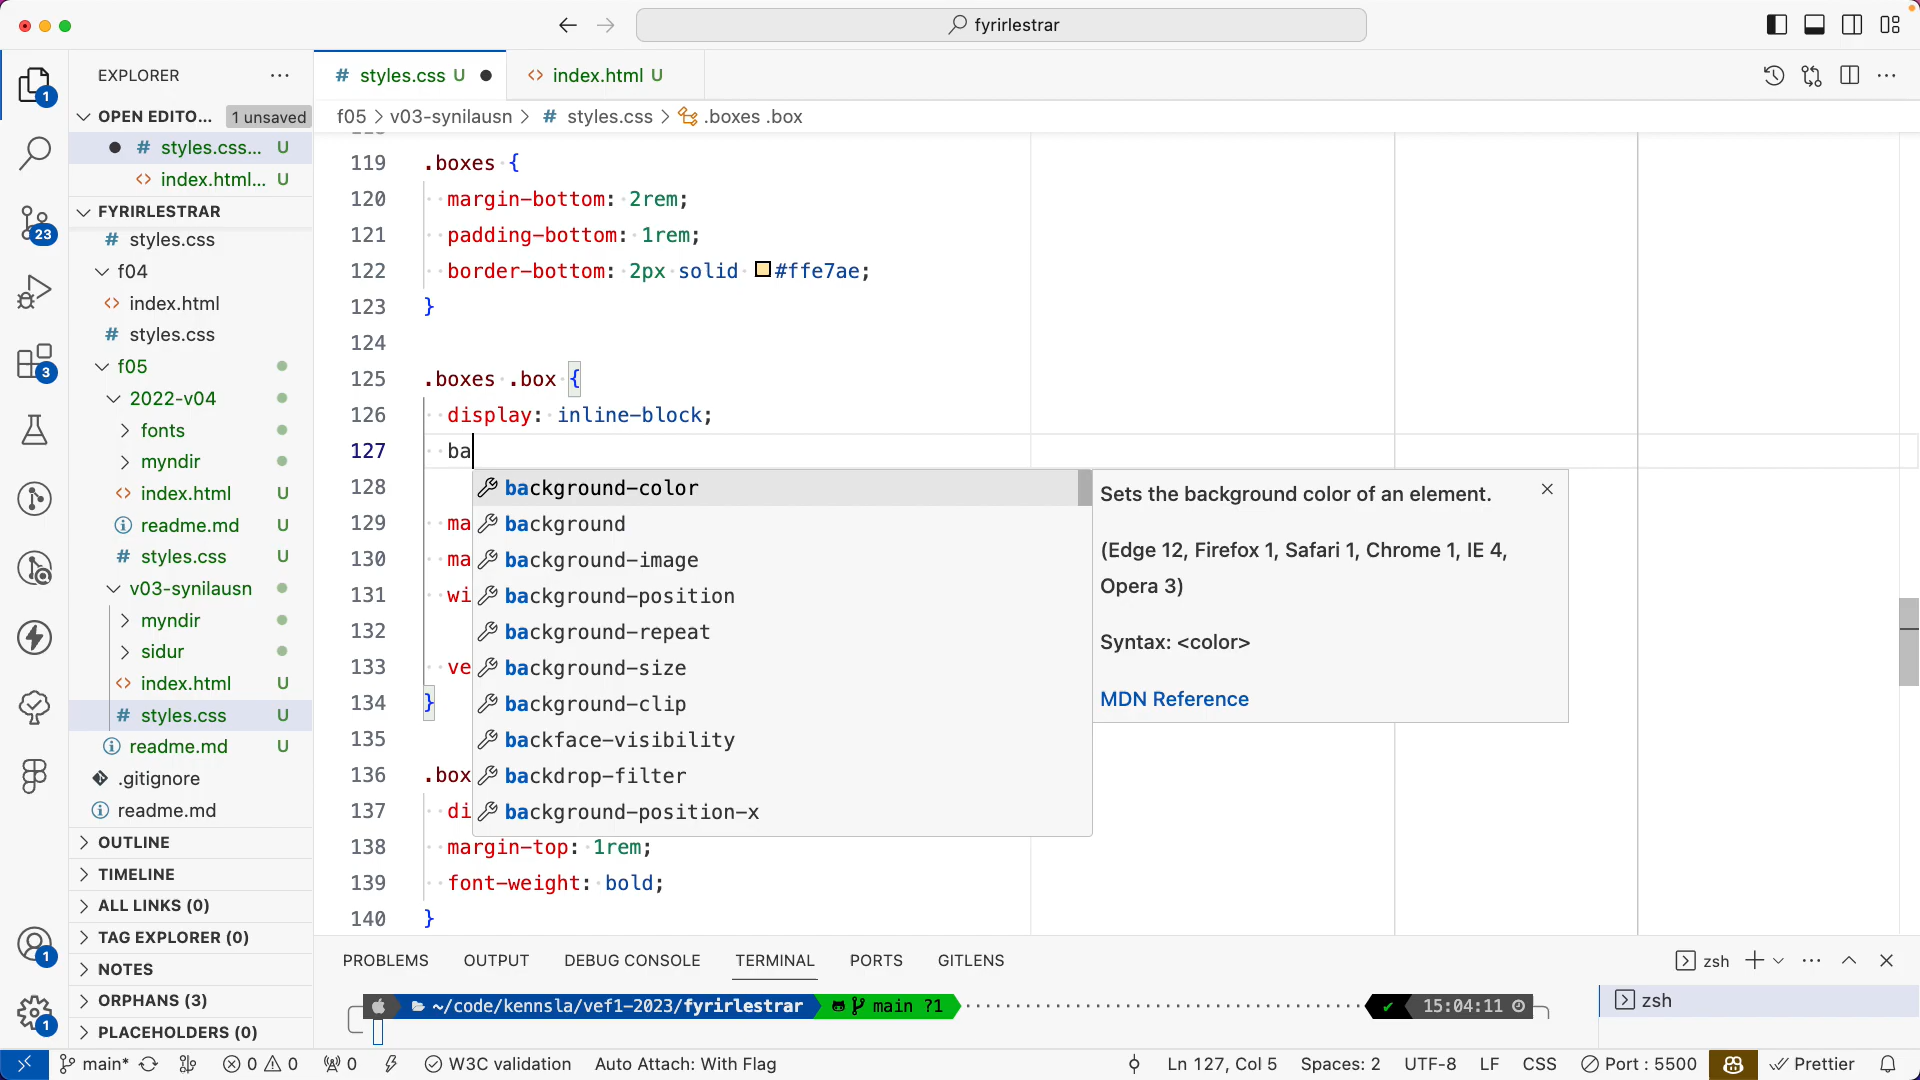 fyrirlestrar
EXPLORER
OPEN EDITO... 1 unsaved
styles.css... U
index.html... U
FYRIRLESTRAR
styles.css
f04
index.html
styles.css
f05
2022-v04
fonts
myndir
index.html U
readme.md U
styles.css U
v03-synilausn
myndir
sidur
index.html U
styles.css U
readme.md U
.gitignore
readme.md
OUTLINE
TIMELINE
ALL LINKS (0)
TAG EXPLORER (0)
NOTES
ORPHANS (3)
PLACEHOLDERS (0)
1
23
3
1
1
# styles.css U
<> index.html U
f05 > v03-synilausn > # styles.css > .boxes .box
119 .boxes {
120 margin-bottom: 2rem;
121 padding-bottom: 1rem;
122 border-bottom: 2px solid #ffe7ae;
123 }
124
125 .boxes .box {
126 display: inline-block;
127 ba
128
129 ma
130 ma
131 wi
132
133 ve
134 }
135
136 .box
137 di
138 margin-top: 1rem;
139 font-weight: bold;
140 }
background-color
background
background-image
background-position
background-repeat
background-size
background-clip
backface-visibility
backdrop-filter
background-position-x
Sets the background color of an element.
(Edge 12, Firefox 1, Safari 1, Chrome 1, IE 4,
Opera 3)
Syntax: <color>
MDN Reference
PROBLEMS OUTPUT DEBUG CONSOLE TERMINAL PORTS GITLENS
zsh
~/code/kennsla/vef1-2023/fyrirlestrar main ?1 15:04:11
zsh
main* 0 0 0 W3C validation Auto Attach: With Flag Ln 127, Col 5 Spaces: 2 UTF-8 LF CSS Port : 5500 Prettier